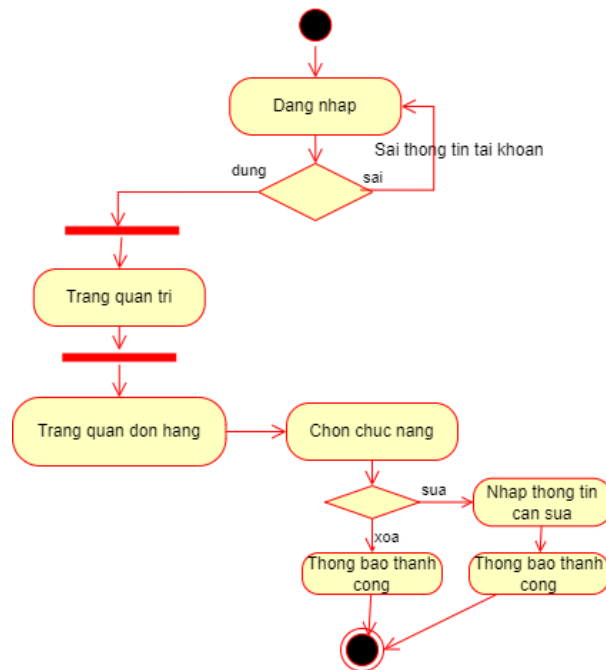 Dang nhap
Sai thong tin tai khoan
dung
sai
Trang quan tri
Trang quan don hang
Chon chuc nang
sua
Nhap thong tin
can sua
xoa
Thong bao thanh
cong
Thong bao thanh
cong